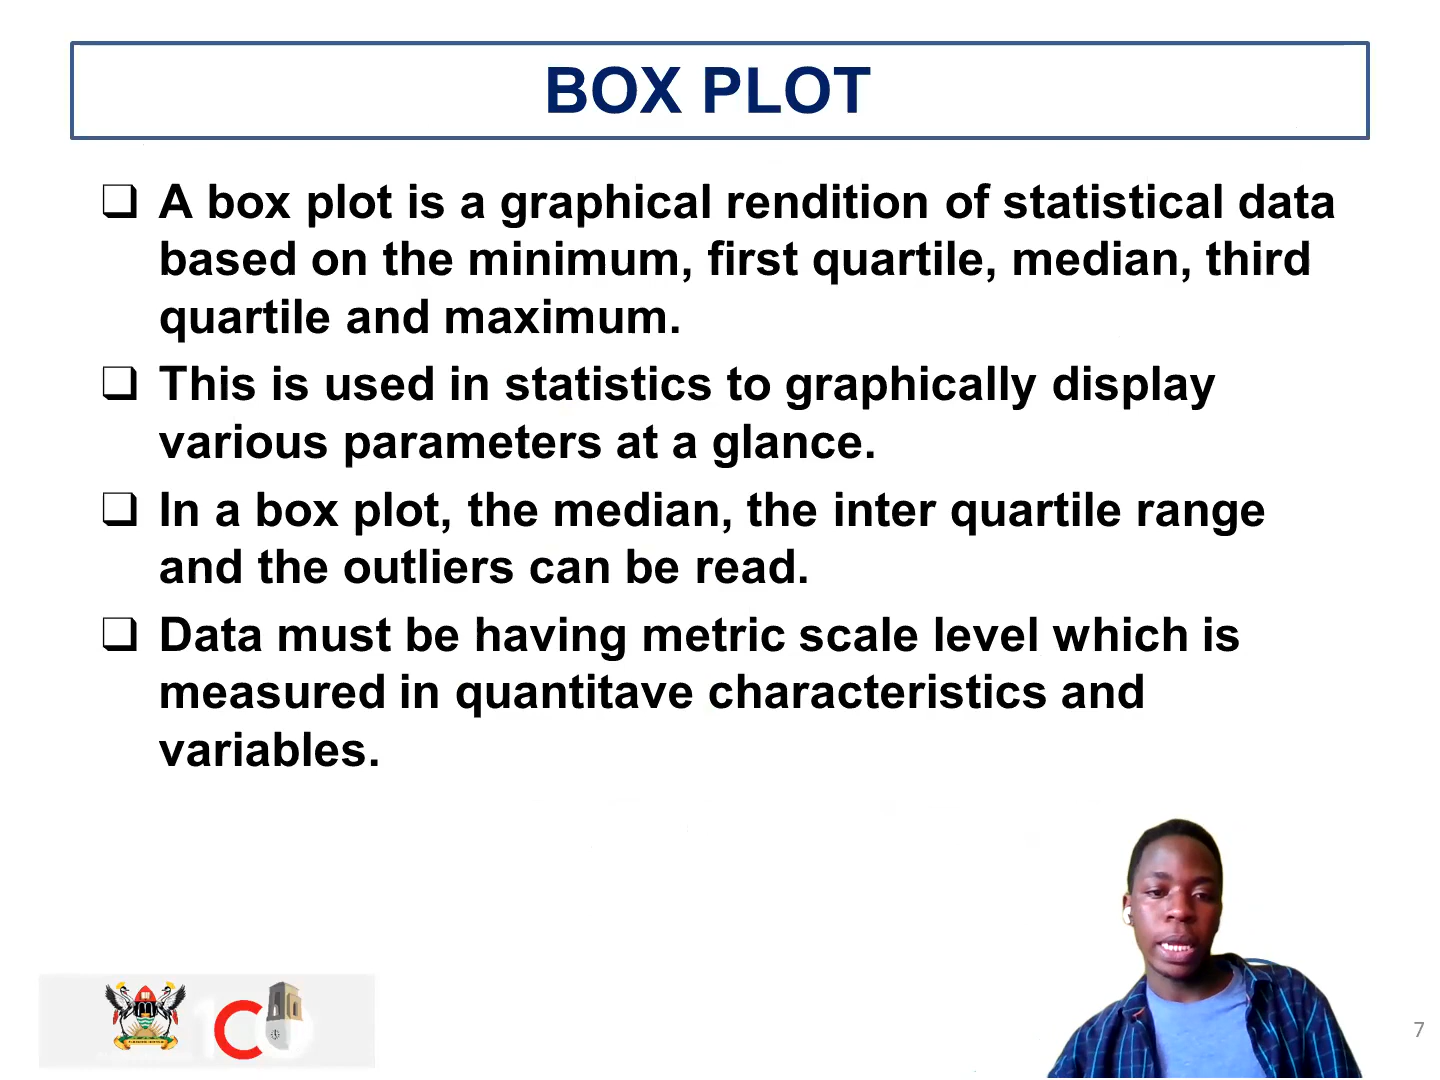 BOX PLOT
❑ A box plot is a graphical rendition of statistical data
based on the minimum, first quartile, median, third
quartile and maximum.
❑ This is used in statistics to graphically display
various parameters at a glance.
❑ In a box plot, the median, the inter quartile range
and the outliers can be read.
❑ Data must be having metric scale level which is
measured in quantitave characteristics and
variables.
7